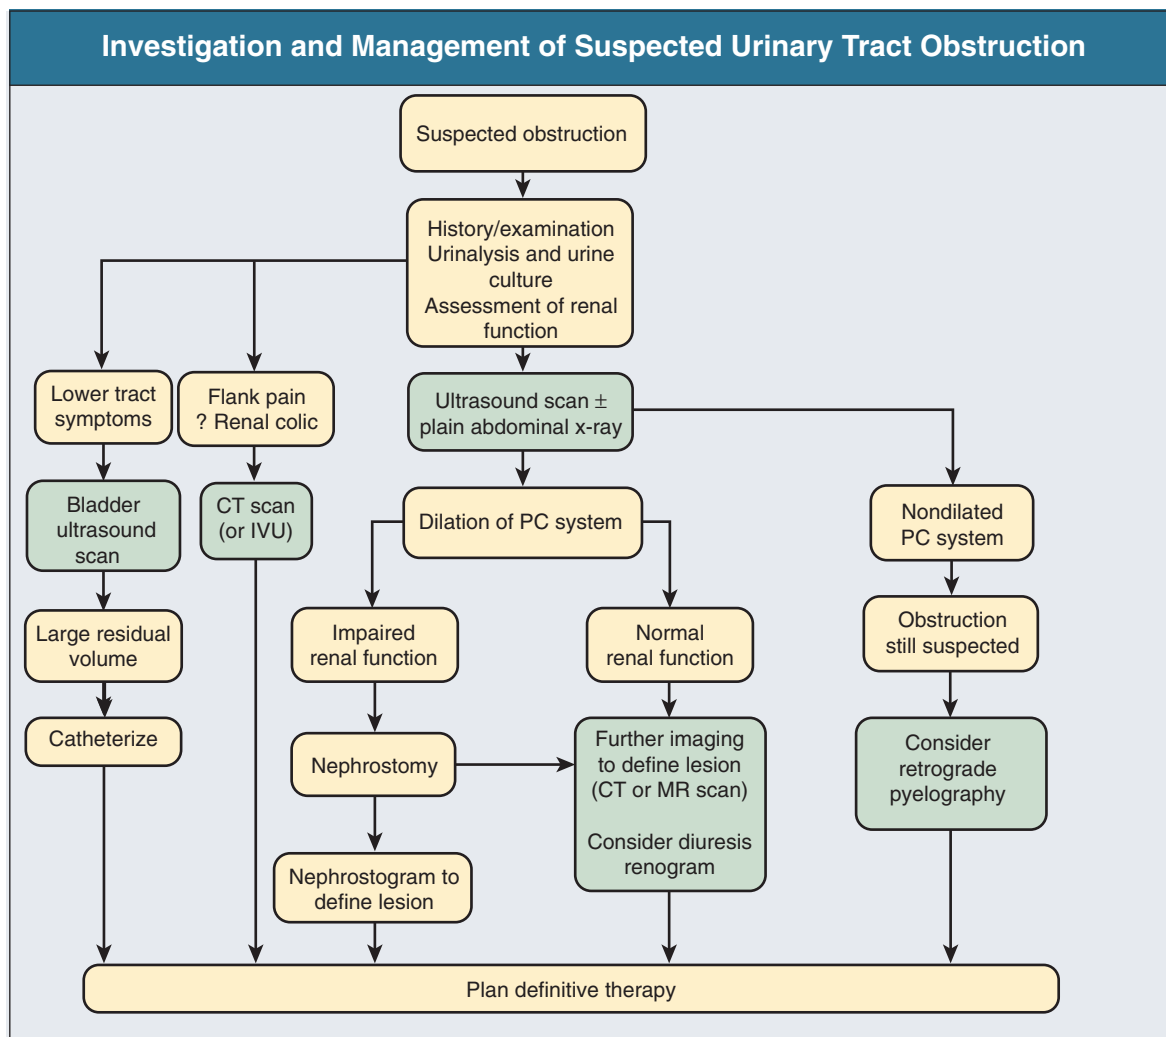 Investigation and Management of Suspected Urinary Tract Obstruction
Suspected obstruction
History/examination
Urinalysis and urine
culture
Assessment of renal
function
Lower tract
symptoms
Flank pain
? Renal colic
Ultrasound scan ±
plain abdominal x-ray
Bladder
ultrasound
scan
CT scan
(or IVU)
Dilation of PC system
Nondilated
PC system
Large residual
volume
Impaired
renal function
Normal
renal function
Obstruction
still suspected
Catheterize
Nephrostomy
Further imaging
to define lesion
(CT or MR scan)
Consider diuresis
renogram
Consider
retrograde
pyelography
Nephrostogram to
define lesion
Plan definitive therapy